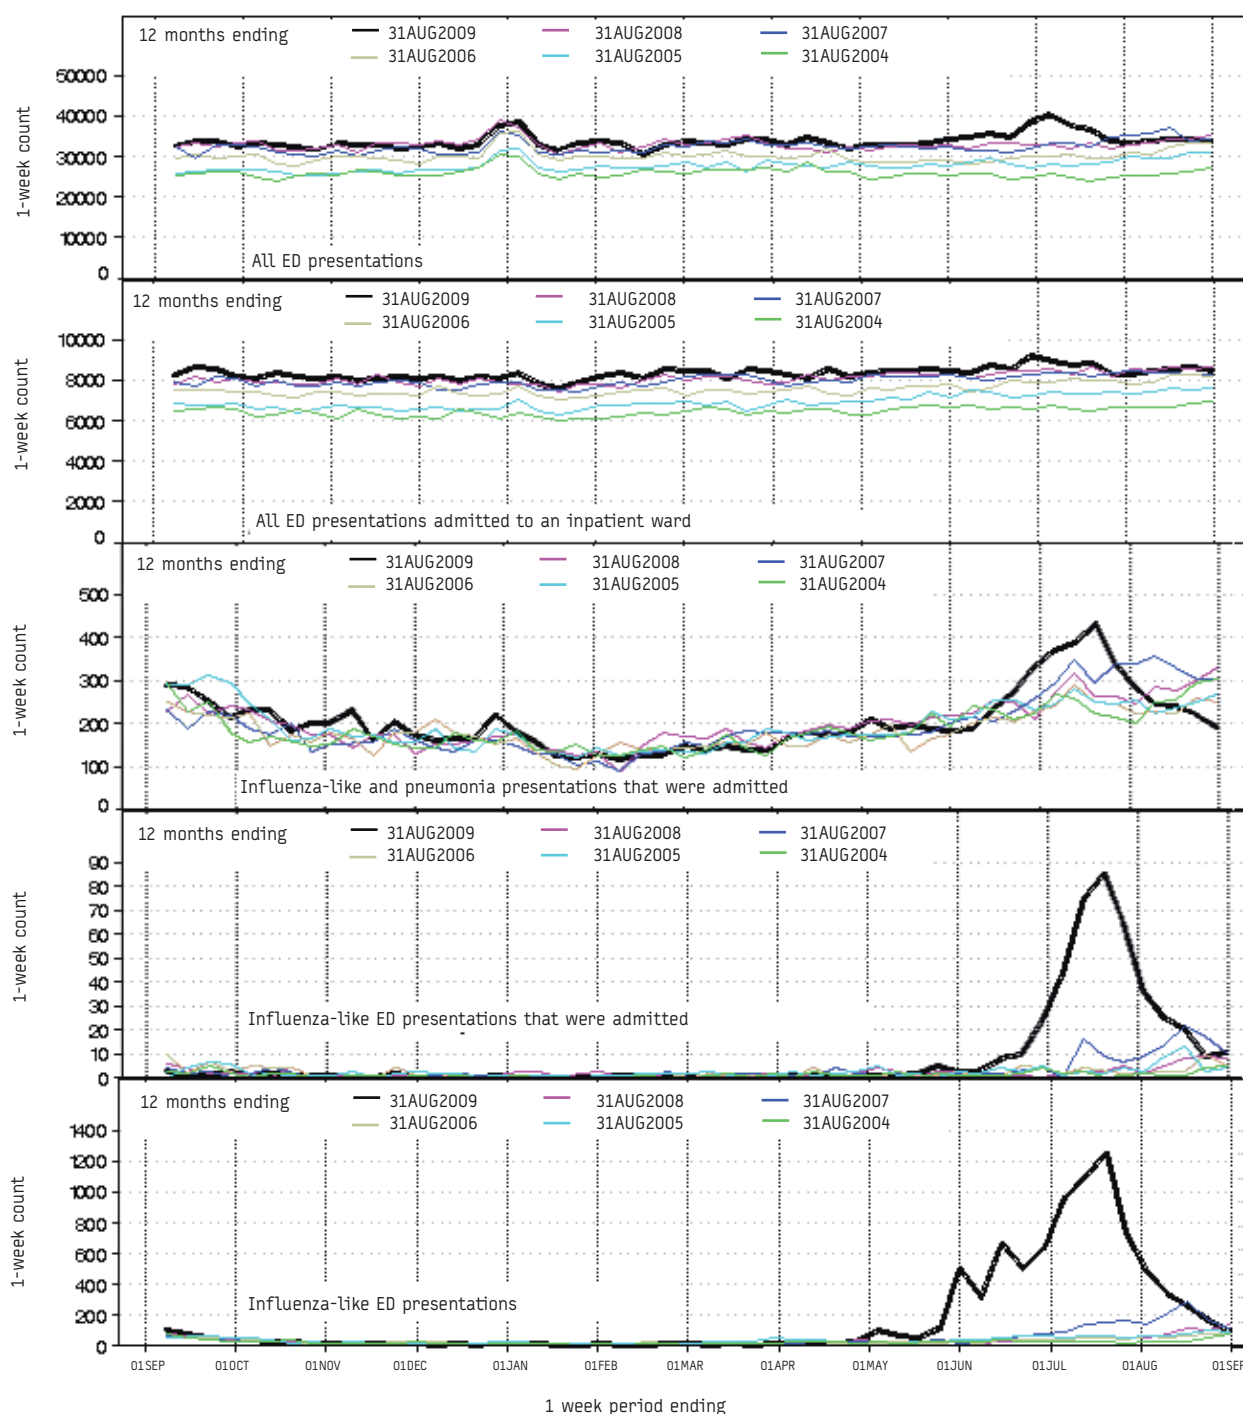 12 months ending 31AUG2009 31AUG2008 31AUG2007
31AUG2006 31AUG2005 31AUG2004
50000
40000
30000
20000
10000
0
1-week count
All ED presentations
12 months ending 31AUG2009 31AUG2008 31AUG2007
31AUG2006 31AUG2005 31AUG2004
10000
8000
6000
4000
2000
0
1-week count
All ED presentations admitted to an inpatient ward
12 months ending 31AUG2009 31AUG2008 31AUG2007
31AUG2006 31AUG2005 31AUG2004
500
400
300
200
100
0
1-week count
Influenza-like and pneumonia presentations that were admitted
12 months ending 31AUG2009 31AUG2008 31AUG2007
31AUG2006 31AUG2005 31AUG2004
90
80
70
60
50
40
30
20
10
0
1-week count
Influenza-like ED presentations that were admitted
12 months ending 31AUG2009 31AUG2008 31AUG2007
31AUG2006 31AUG2005 31AUG2004
1400
1200
1000
800
600
400
200
0
1-week count
Influenza-like ED presentations
01SEP 01OCT 01NOV 01DEC 01JAN 01FEB 01MAR 01APR 01MAY 01JUN 01JUL 01AUG 01SEP
1 week period ending